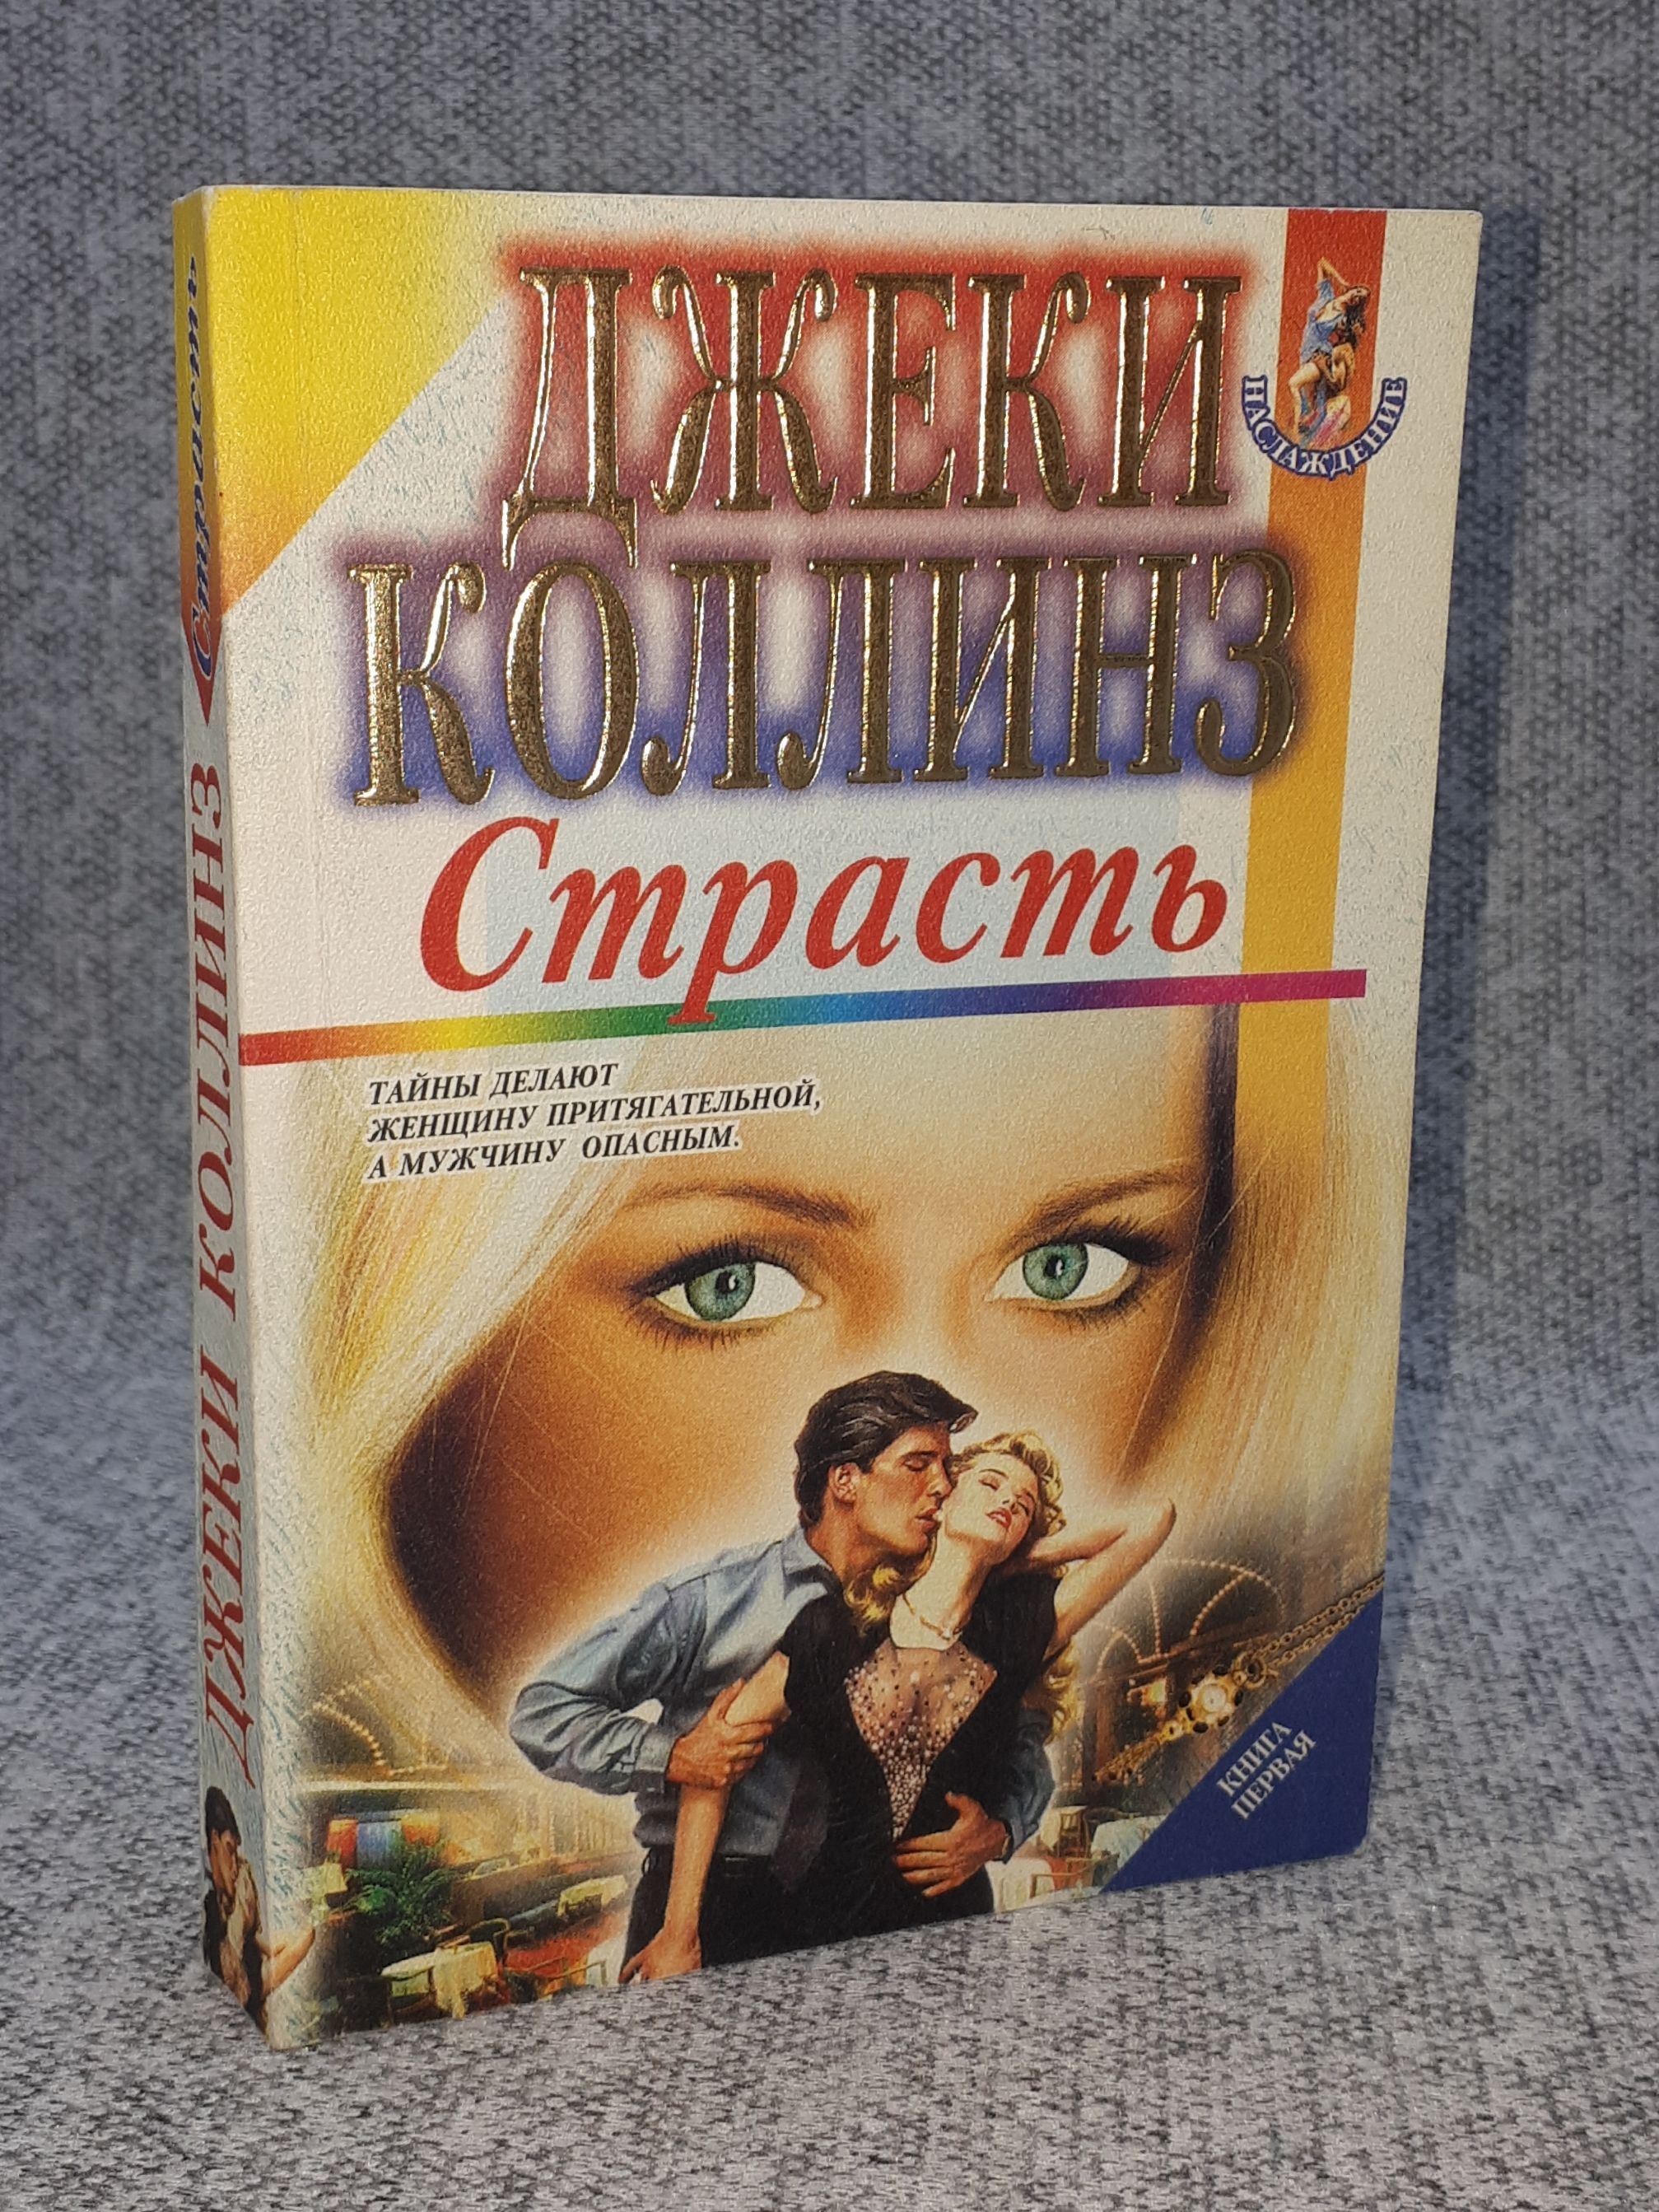 Страсть
ДЖЕКИ КОЛЛИНЗ
ДЖЕКИ
КОЛЛИНЗ
НАСЛАЖДЕНИЕ
Страсть
ТАЙНЫ ДЕЛАЮТ
ЖЕНЩИНУ ПРИТЯГАТЕЛЬНОЙ,
А МУЖЧИНУ ОПАСНЫМ.
КНИГА
ПЕРВАЯ